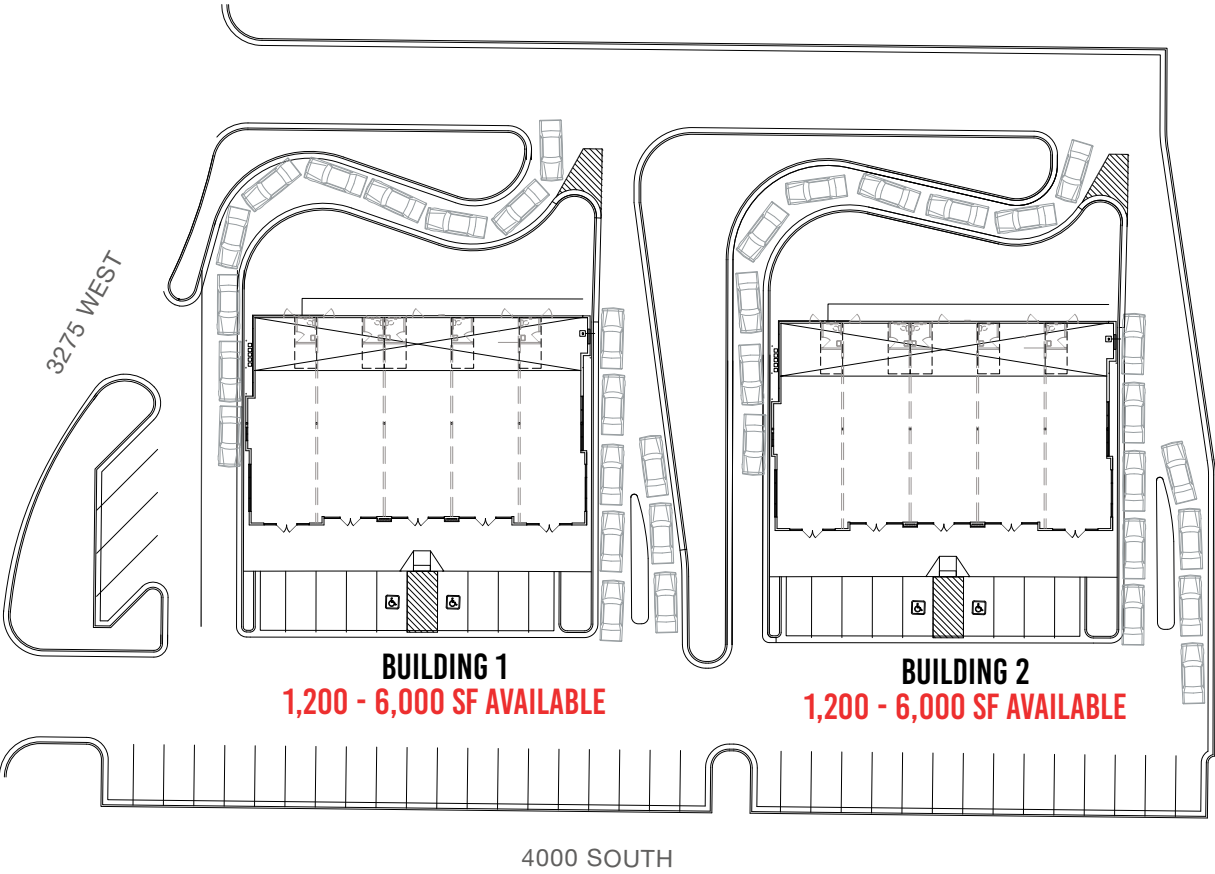 3275 WEST
BUILDING 1
1,200 - 6,000 SF AVAILABLE
BUILDING 2
1,200 - 6,000 SF AVAILABLE
4000 SOUTH